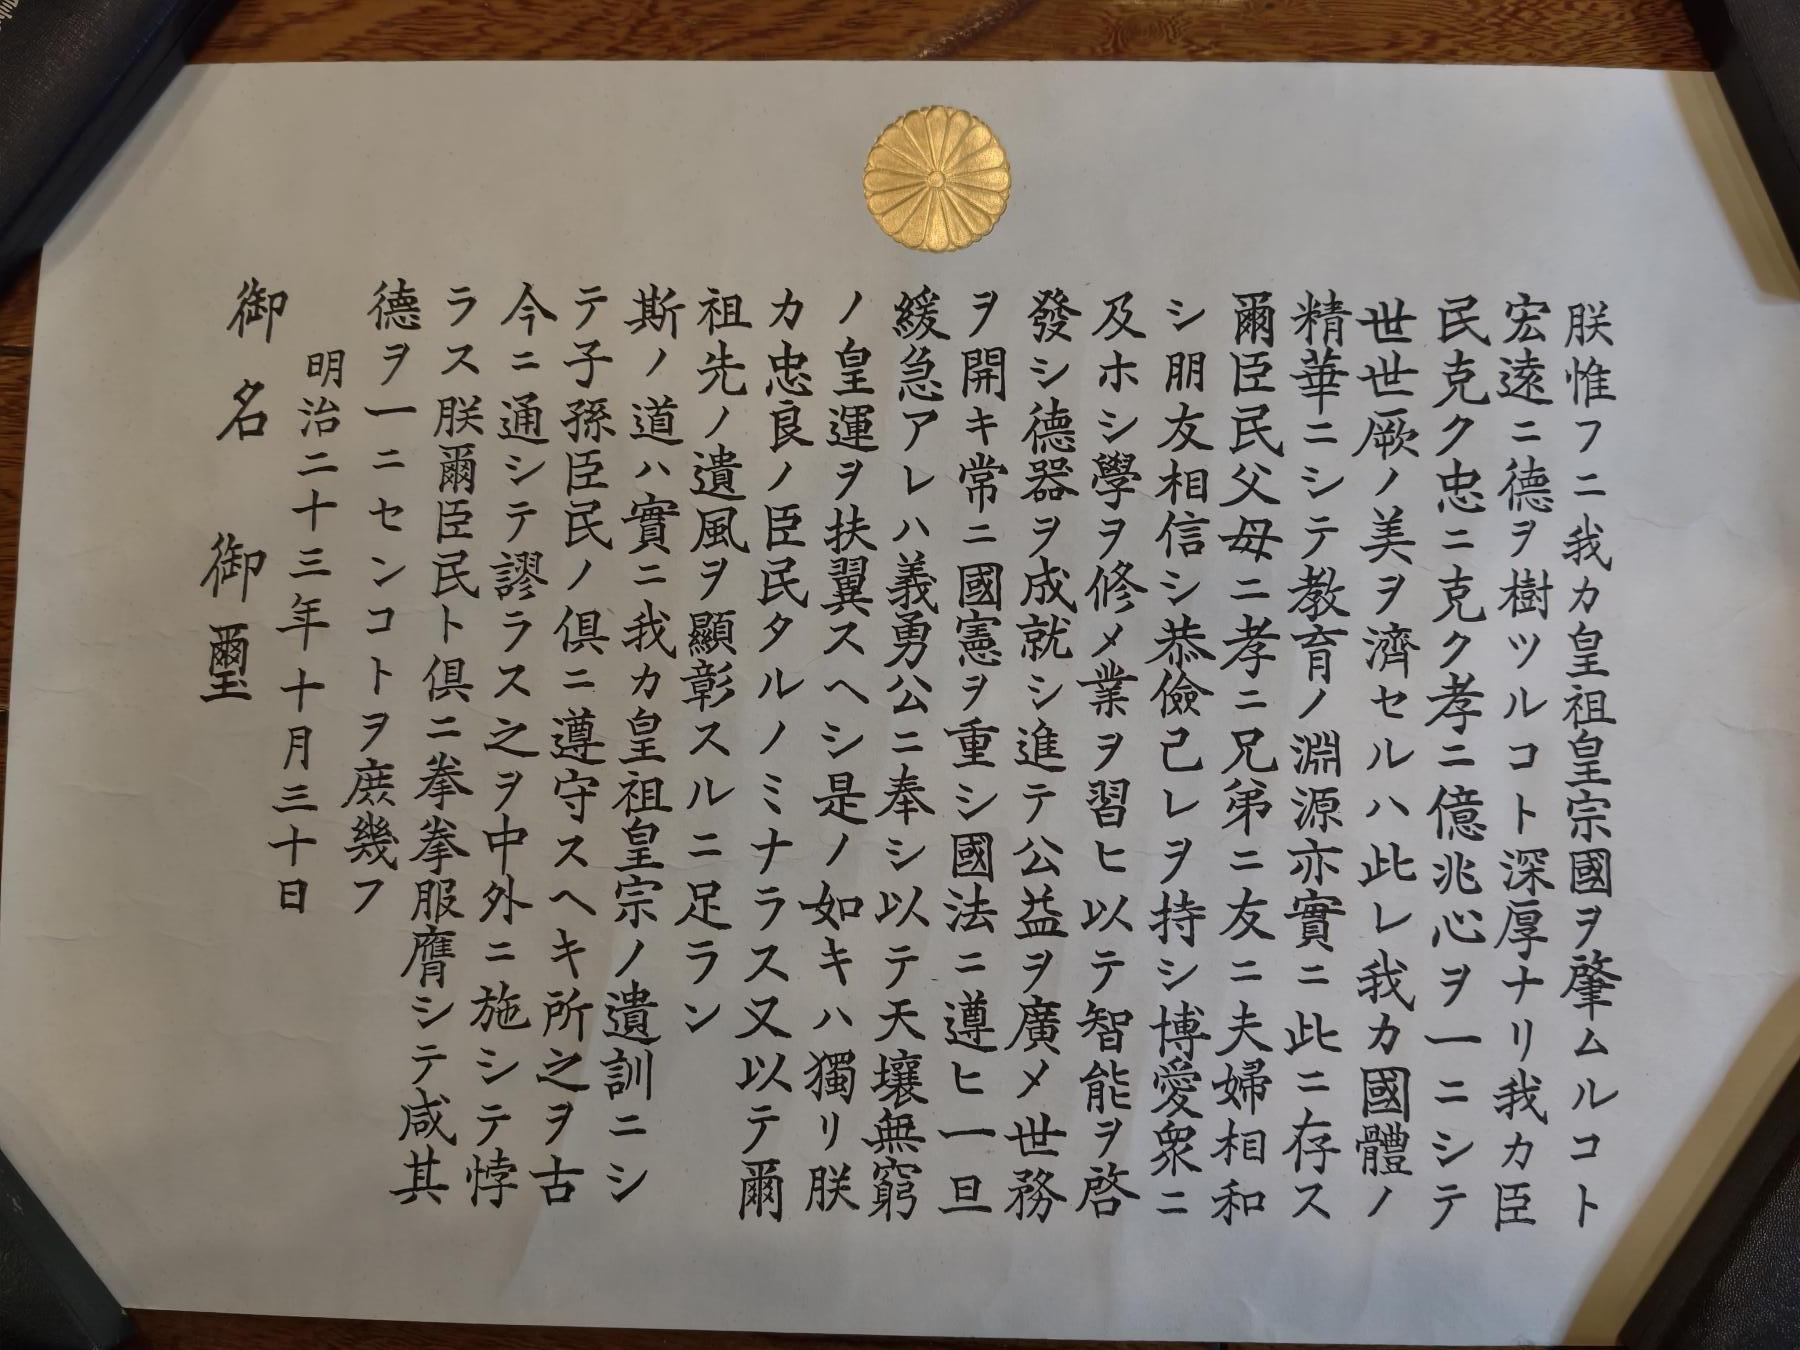 朕惟フニ我カ皇祖皇宗國ヲ肇ムルコト
宏遠ニ德ヲ樹ツルコト深厚ナリ我カ臣
民克ク忠ニ克ク孝ニ億兆心ヲ一ニシテ
世世厥ノ美ヲ濟セルハ此レ我カ國體ノ
精華ニシテ教育ノ淵源亦實ニ此ニ存ス
爾臣民父母ニ孝ニ兄弟ニ友ニ夫婦相和
シ朋友相信シ恭儉己レヲ持シ博愛衆ニ
及ホシ學ヲ修メ業ヲ習ヒ以テ智能ヲ啓
發シ德器ヲ成就シ進テ公益ヲ廣メ世務
ヲ開キ常ニ國憲ヲ重シ國法ニ遵ヒ一旦
緩急アレハ義勇公ニ奉シ以テ天壤無窮
ノ皇運ヲ扶翼スヘシ是ノ如キハ獨リ朕
カ忠良ノ臣民タルノミナラス又以テ爾
祖先ノ遺風ヲ顯彰スルニ足ラン
斯ノ道ハ實ニ我カ皇祖皇宗ノ遺訓ニシ
テ子孫臣民ノ俱ニ遵守スヘキ所之ヲ古
今ニ通シテ謬ラス之ヲ中外ニ施シテ悖
ラス朕爾臣民ト俱ニ拳拳服膺シテ咸其
德ヲ一ニセンコトヲ庶幾フ
明治二十三年十月三十日
御名 御璽